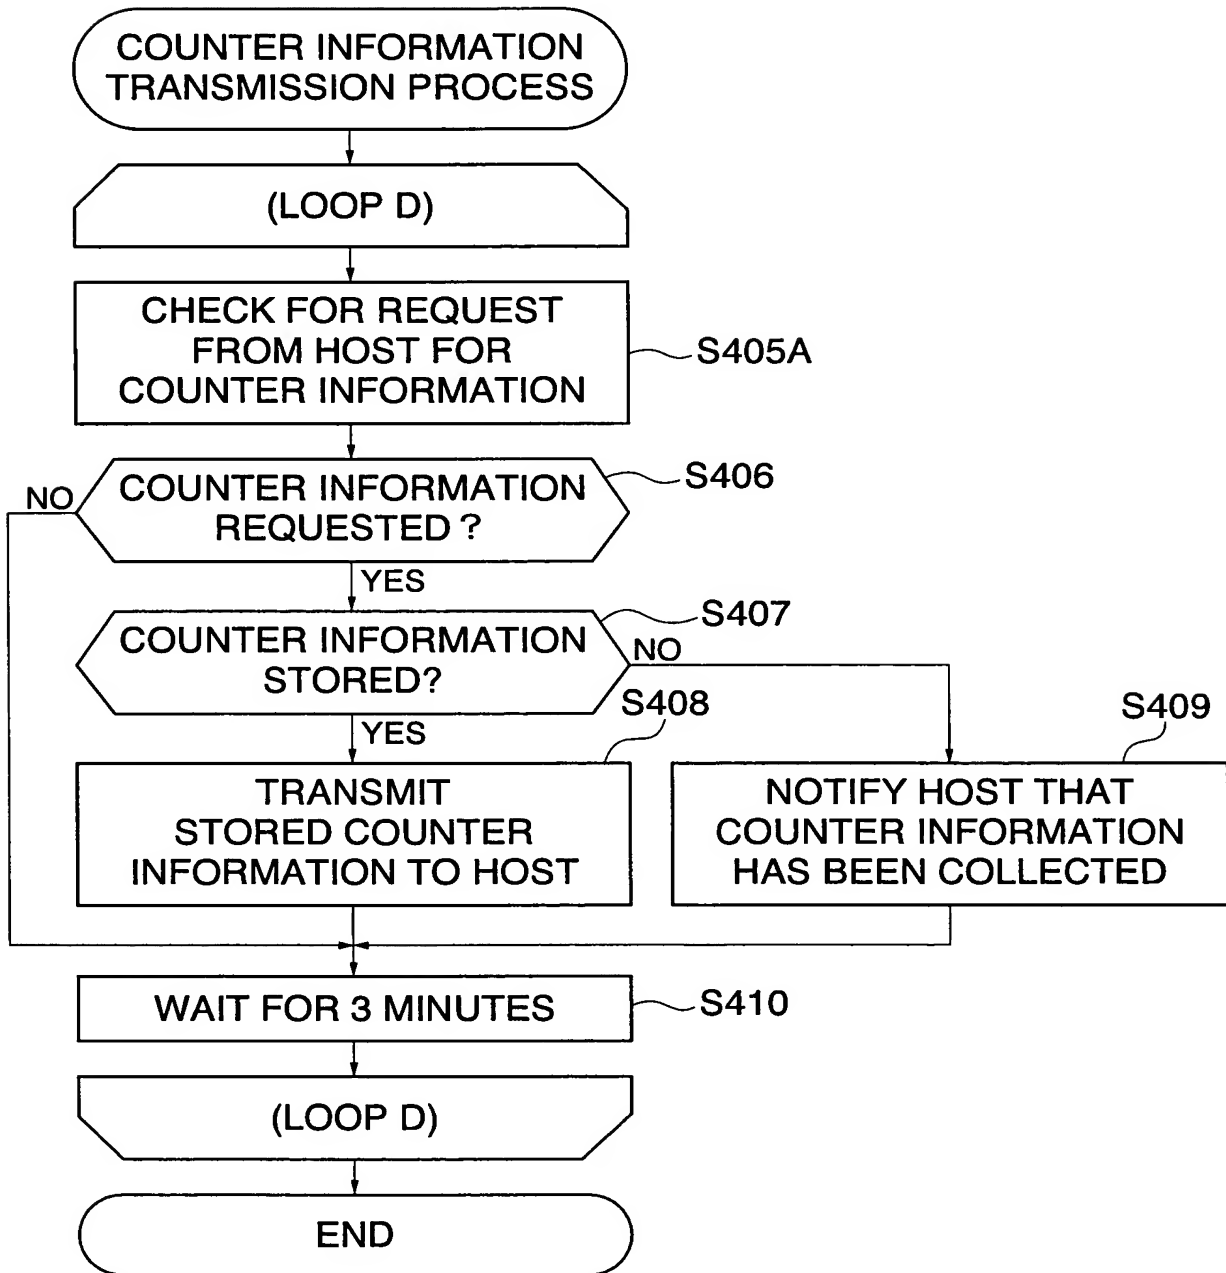 COUNTER INFORMATION
TRANSMISSION PROCESS
(LOOP D)
CHECK FOR REQUEST
FROM HOST FOR
COUNTER INFORMATION
S405A
COUNTER INFORMATION
REQUESTED ?
S406
NO
YES
COUNTER INFORMATION
STORED?
S407
NO
YES
S408
TRANSMIT
STORED COUNTER
INFORMATION TO HOST
S409
NOTIFY HOST THAT
COUNTER INFORMATION
HAS BEEN COLLECTED
WAIT FOR 3 MINUTES
S410
(LOOP D)
END